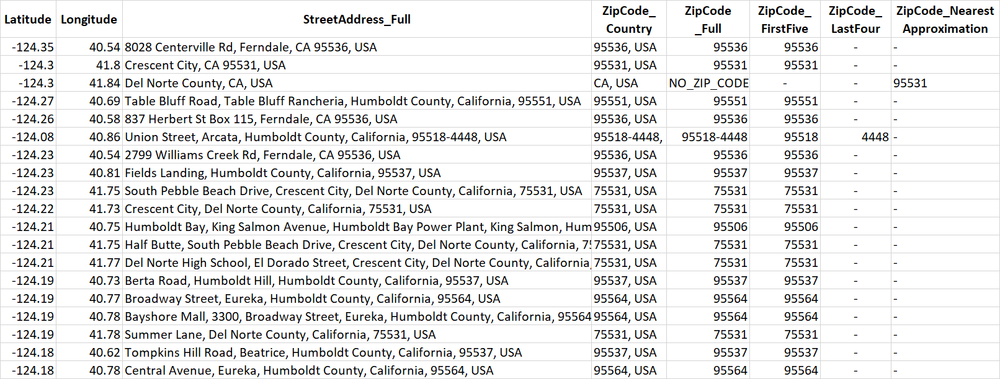 Latitude Longitude StreetAddress_Full ZipCode_ Country ZipCode _Full ZipCode_ FirstFive ZipCode_ LastFour ZipCode_Nearest Approximation
-124.35 40.54 8028 Centerville Rd, Ferndale, CA 95536, USA 95536, USA 95536 95536 - -
-124.3 41.8 Crescent City, CA 95531, USA 95531, USA 95531 95531 - -
-124.3 41.84 Del Norte County, CA, USA CA, USA NO_ZIP_CODE - - 95531
-124.27 40.69 Table Bluff Road, Table Bluff Rancheria, Humboldt County, California, 95551, USA 95551, USA 95551 95551 - -
-124.26 40.58 837 Herbert St Box 115, Ferndale, CA 95536, USA 95536, USA 95536 95536 - -
-124.08 40.86 Union Street, Arcata, Humboldt County, California, 95518-4448, USA 95518-4448, 95518-4448 95518 4448 -
-124.23 40.54 2799 Williams Creek Rd, Ferndale, CA 95536, USA 95536, USA 95536 95536 - -
-124.23 40.81 Fields Landing, Humboldt County, California, 95537, USA 95537, USA 95537 95537 - -
-124.23 41.75 South Pebble Beach Drive, Crescent City, Del Norte County, California, 75531, USA 75531, USA 75531 75531 - -
-124.22 41.73 Crescent City, Del Norte County, California, 75531, USA 75531, USA 75531 75531 - -
-124.21 40.75 Humboldt Bay, King Salmon Avenue, Humboldt Bay Power Plant, King Salmon, Hum 95506, USA 95506 95506 - -
-124.21 41.75 Half Butte, South Pebble Beach Drive, Crescent City, Del Norte County, California, 75 75531, USA 75531 75531 - -
-124.21 41.77 Del Norte High School, El Dorado Street, Crescent City, Del Norte County, California, 75531, USA 75531 75531 - -
-124.19 40.73 Berta Road, Humboldt Hill, Humboldt County, California, 95537, USA 95537, USA 95537 95537 - -
-124.19 40.77 Broadway Street, Eureka, Humboldt County, California, 95564, USA 95564, USA 95564 95564 - -
-124.19 40.78 Bayshore Mall, 3300, Broadway Street, Eureka, Humboldt County, California, 95564 95564, USA 95564 95564 - -
-124.19 41.78 Summer Lane, Del Norte County, California, 75531, USA 75531, USA 75531 75531 - -
-124.18 40.62 Tompkins Hill Road, Beatrice, Humboldt County, California, 95537, USA 95537, USA 95537 95537 - -
-124.18 40.78 Central Avenue, Eureka, Humboldt County, California, 95564, USA 95564, USA 95564 95564 - -